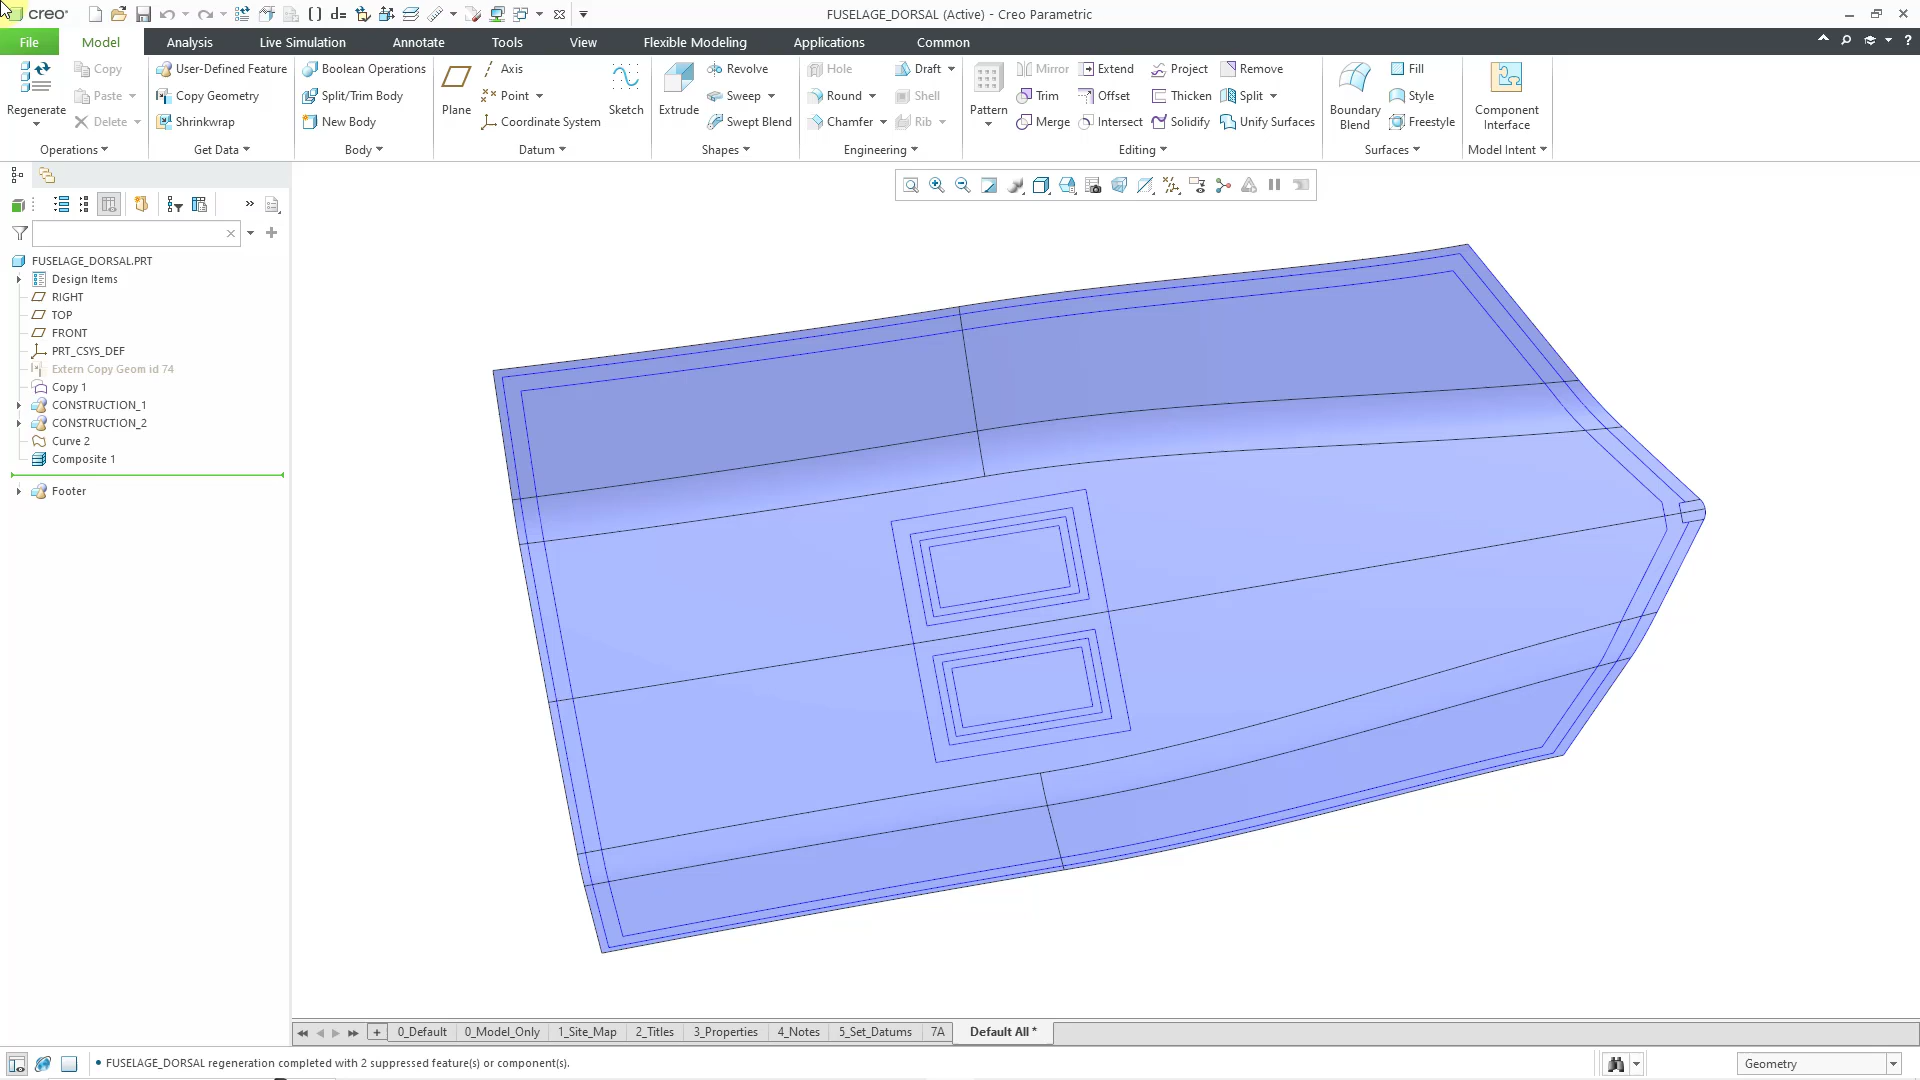 creo
FUSELAGE_DORSAL (Active) - Creo Parametric
File Model Analysis Live Simulation Annotate Tools View Flexible Modeling Applications Common
Regenerate
Copy
Paste
Delete
Operations
User-Defined Feature
Copy Geometry
Shrinkwrap
Get Data
Boolean Operations
Split/Trim Body
New Body
Body
Plane
Axis
Point
Coordinate System
Sketch
Datum
Extrude
Revolve
Sweep
Swept Blend
Shapes
Hole
Draft
Round
Shell
Chamfer
Rib
Engineering
Pattern
Mirror
Extend
Project
Remove
Trim
Offset
Thicken
Split
Merge
Intersect
Solidify
Unify Surfaces
Editing
Boundary
Blend
Fill
Style
Freestyle
Surfaces
Component
Interface
Model Intent
FUSELAGE_DORSAL.PRT
Design Items
RIGHT
TOP
FRONT
PRT_CSYS_DEF
Extern Copy Geom id 74
Copy 1
CONSTRUCTION_1
CONSTRUCTION_2
Curve 2
Composite 1
Footer
0_Default 0_Model_Only 1_Site_Map 2_Titles 3_Properties 4_Notes 5_Set_Datums 7A Default All *
• FUSELAGE_DORSAL regeneration completed with 2 suppressed feature(s) or component(s).
Geometry